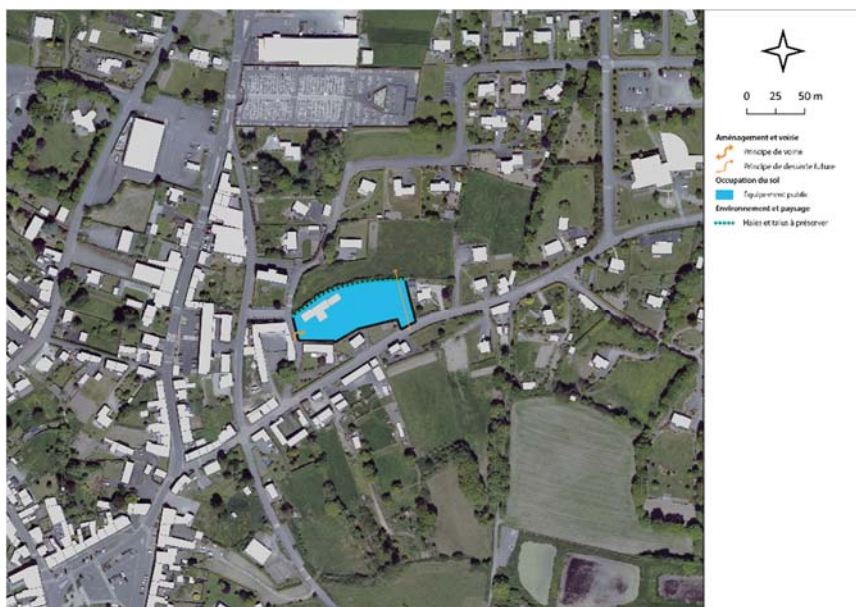 0 25 50 m
Aménagement et voirie
Principe de voirie
Principe de desserte future
Occupation du sol
Equipement public
Environnement et paysage
Haies et talus à préserver